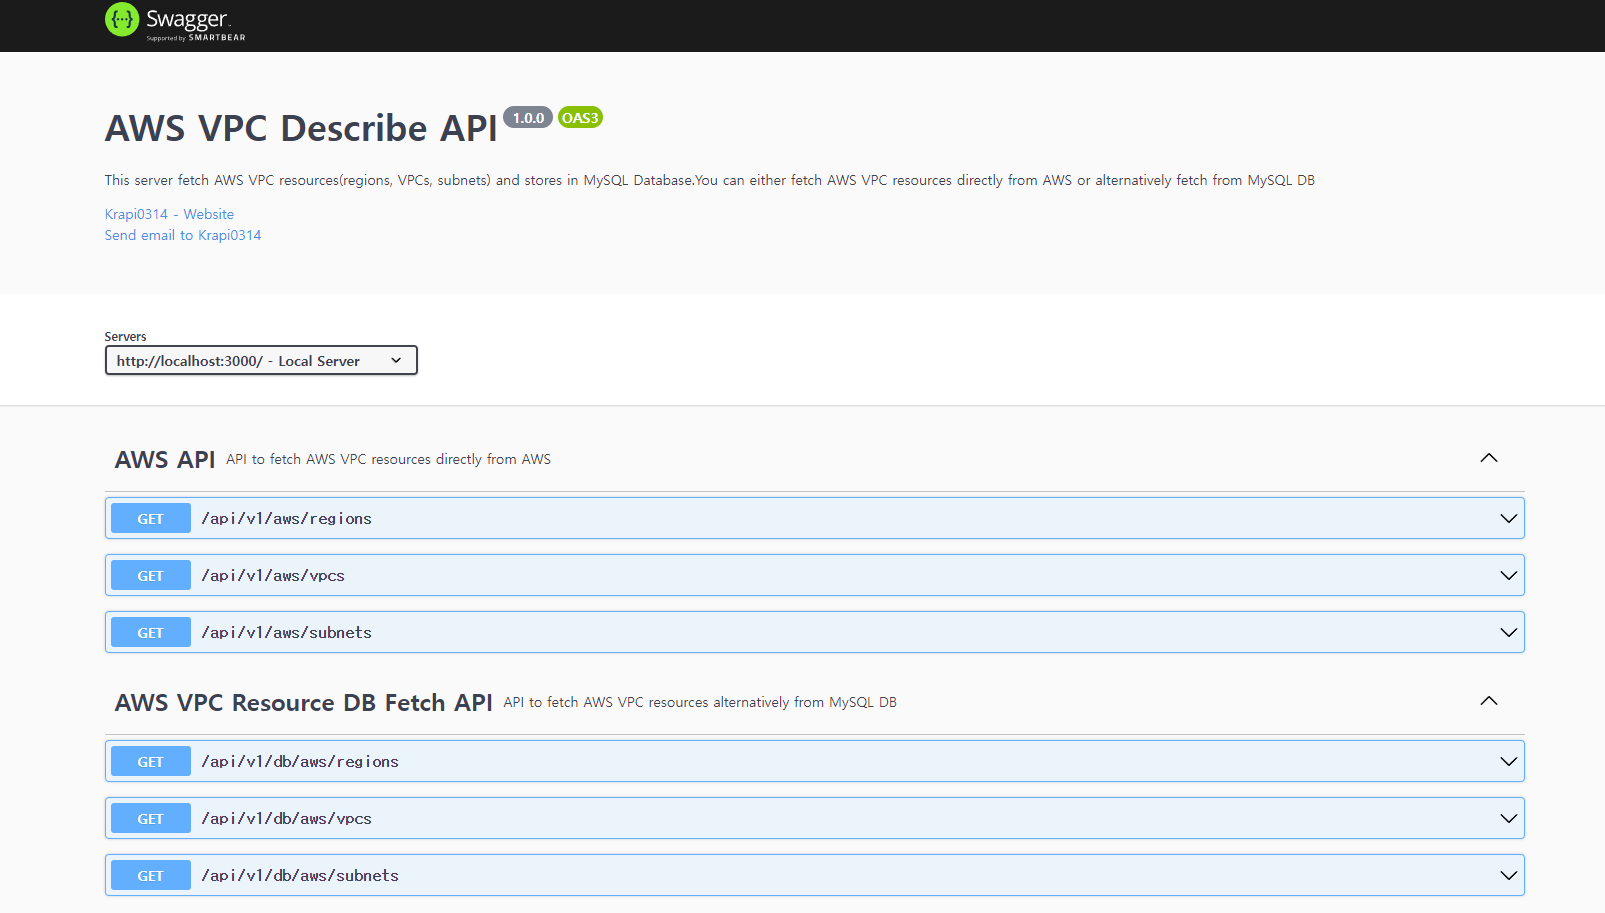 Swagger
Supported by SMARTBEAR
AWS VPC Describe API 1.0.0 OAS3
This server fetch AWS VPC resources(regions, VPCs, subnets) and stores in MySQL Database.You can either fetch AWS VPC resources directly from AWS or alternatively fetch from MySQL DB
Krapi0314 - Website
Send email to Krapi0314
Servers
http://localhost:3000/ - Local Server
AWS API API to fetch AWS VPC resources directly from AWS
GET /api/v1/aws/regions
GET /api/v1/aws/vpcs
GET /api/v1/aws/subnets
AWS VPC Resource DB Fetch API API to fetch AWS VPC resources alternatively from MySQL DB
GET /api/v1/db/aws/regions
GET /api/v1/db/aws/vpcs
GET /api/v1/db/aws/subnets